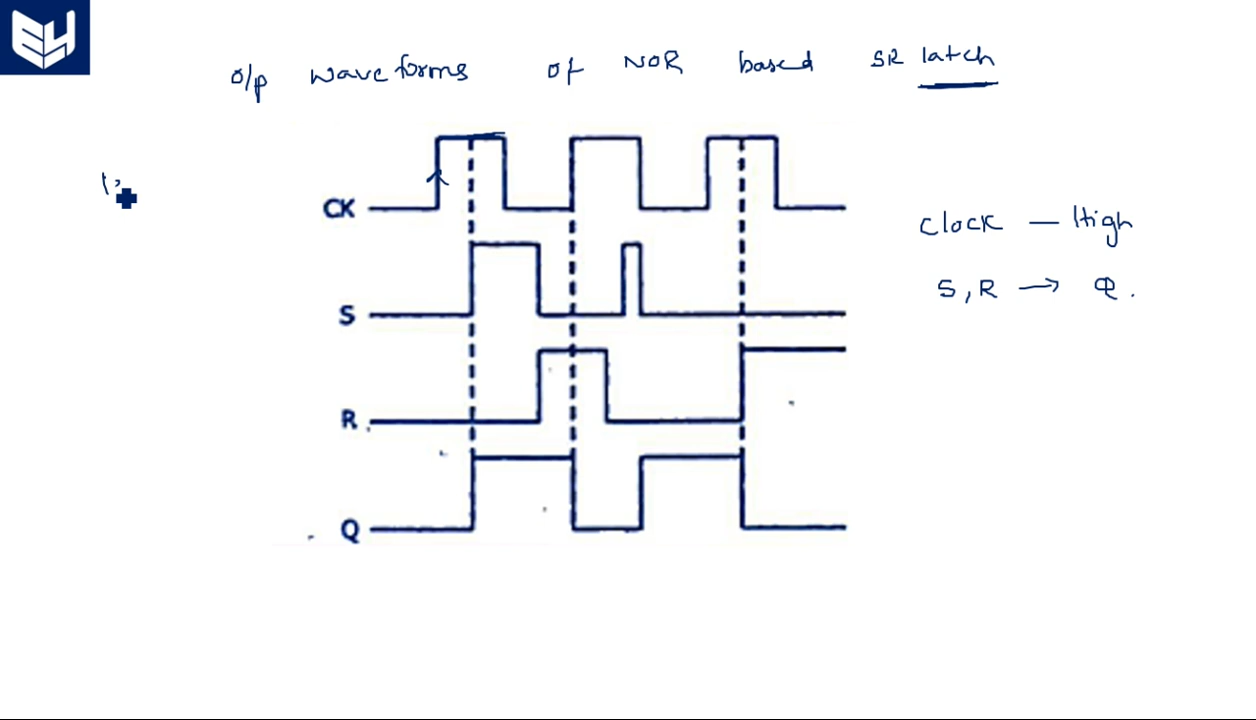 o/p waveforms of NOR based SR latch
CK
S
R
Q
clock — High
S, R → Q.